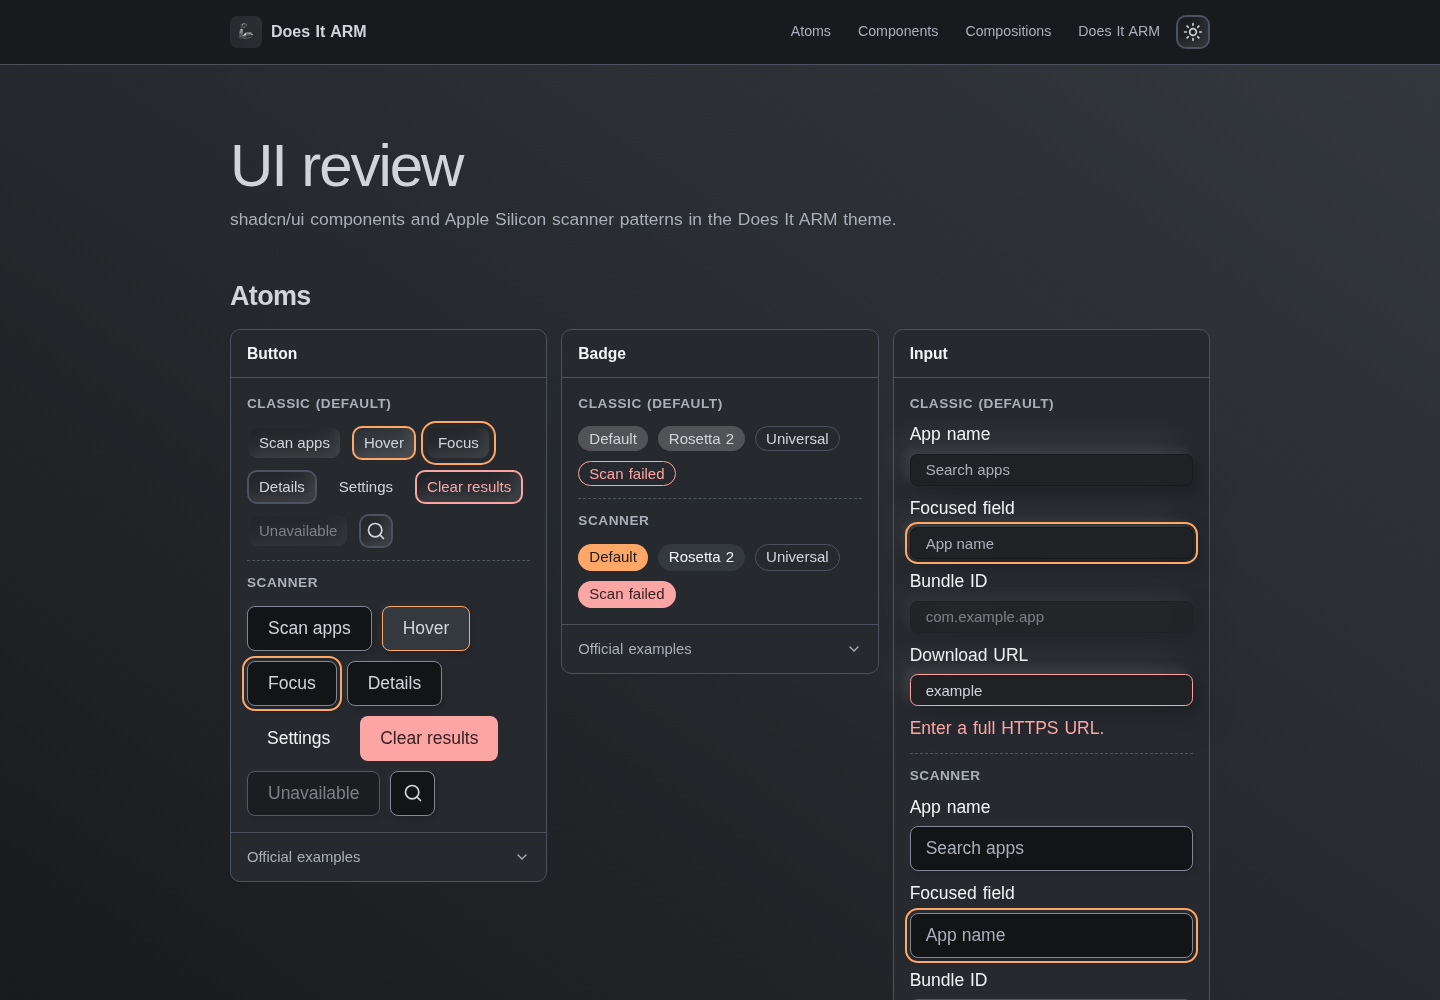 Does It ARM
Atoms
Components
Compositions
Does It ARM
UI review
shadcn/ui components and Apple Silicon scanner patterns in the Does It ARM theme.
Atoms
Button
CLASSIC (DEFAULT)
Scan apps
Hover
Focus
Details
Settings
Clear results
Unavailable
SCANNER
Scan apps
Hover
Focus
Details
Settings
Clear results
Unavailable
Official examples
Badge
CLASSIC (DEFAULT)
Default
Rosetta 2
Universal
Scan failed
SCANNER
Default
Rosetta 2
Universal
Scan failed
Official examples
Input
CLASSIC (DEFAULT)
App name
Search apps
Focused field
App name
Bundle ID
com.example.app
Download URL
example
Enter a full HTTPS URL.
SCANNER
App name
Search apps
Focused field
App name
Bundle ID